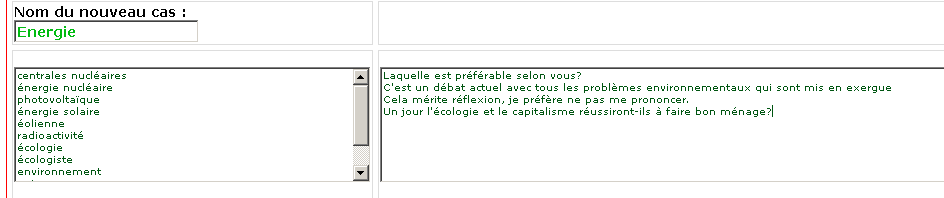 Nom du nouveau cas :
Energie
centrales nucléaires
énergie nucléaire
photovoltaïque
énergie solaire
éolienne
radioactivité
écologie
écologiste
environnement
Laquelle est préférable selon vous?
C'est un débat actuel avec tous les problèmes environnementaux qui sont mis en exergue
Cela mérite réflexion, je préfère ne pas me prononcer.
Un jour l'écologie et le capitalisme réussiront-ils à faire bon ménage?